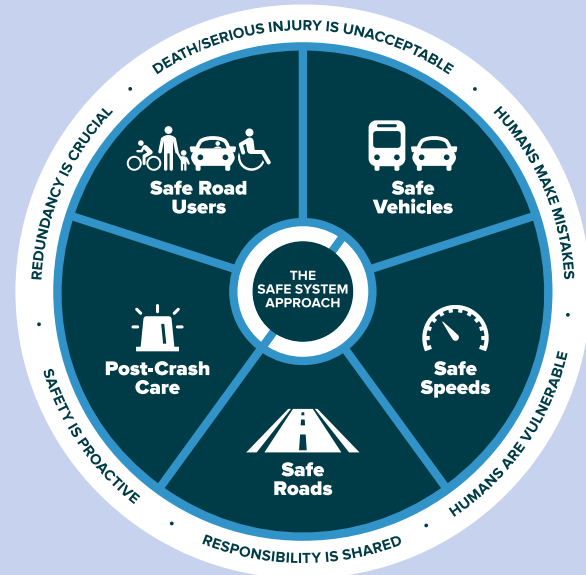 DEATH/SERIOUS INJURY IS UNACCEPTABLE
HUMANS MAKE MISTAKES
HUMANS ARE VULNERABLE
RESPONSIBILITY IS SHARED
SAFETY IS PROACTIVE
REDUNDANCY IS CRUCIAL
Safe Road
Users
Safe
Vehicles
Safe
Speeds
Safe
Roads
Post-Crash
Care
THE
SAFE SYSTEM
APPROACH